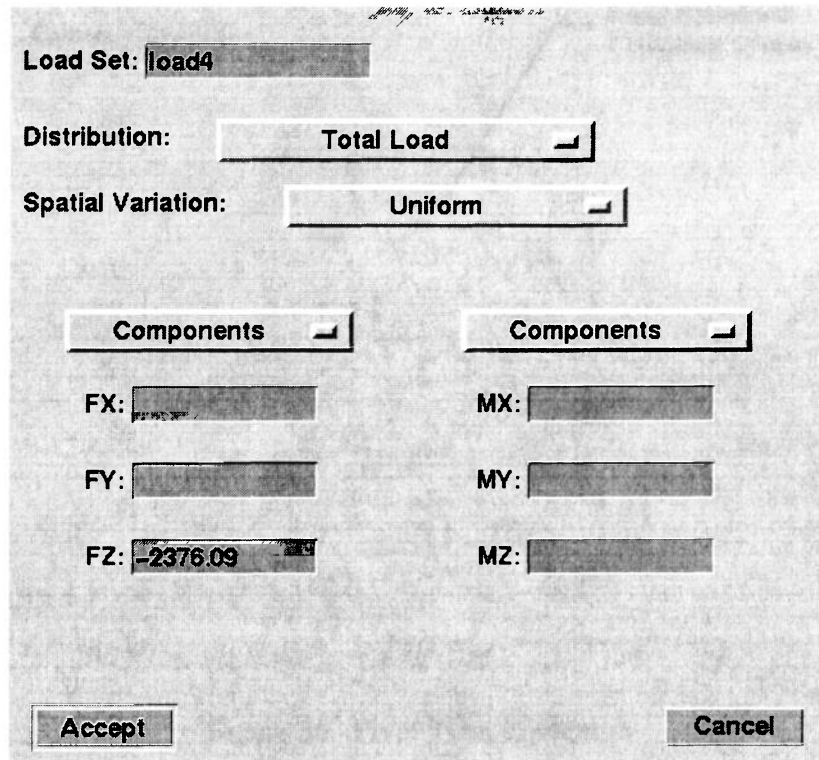 Load Set: load4
Distribution: Total Load
Spatial Variation: Uniform
Components Components
FX: MX:
FY: MY:
FZ: -2376.09 MZ:
Accept Cancel